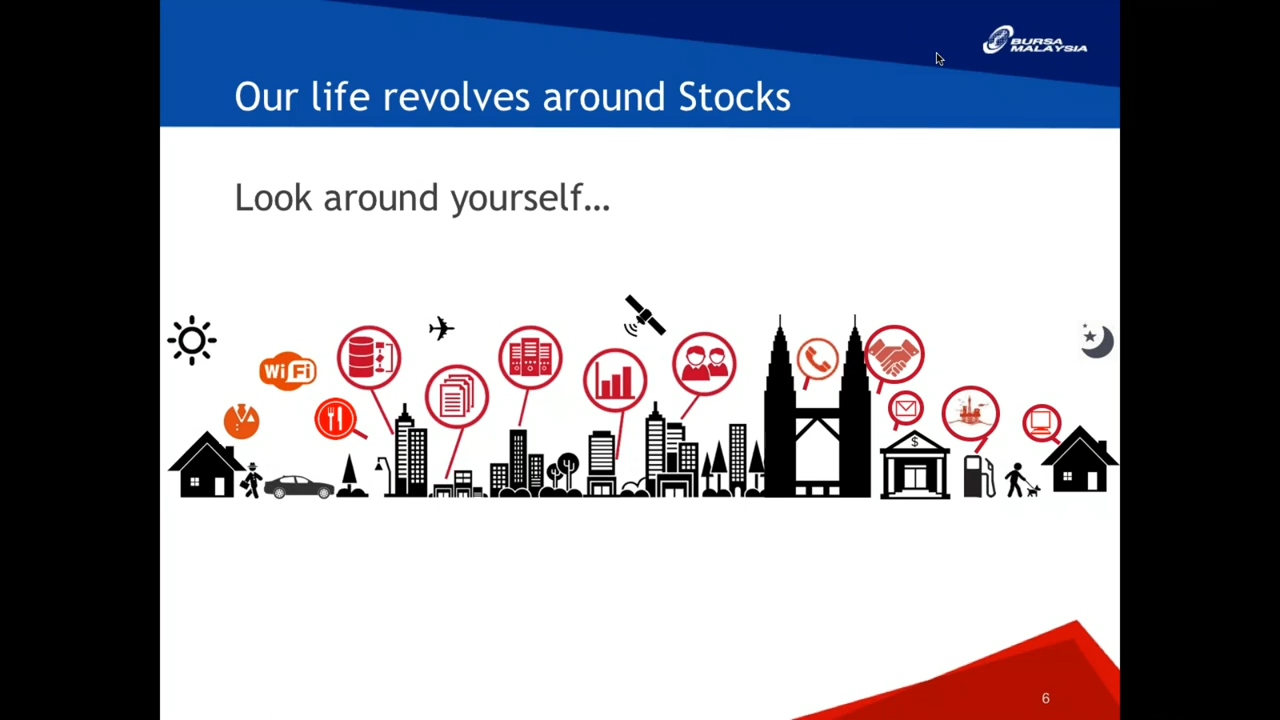 BURSA
MALAYSIA
Our life revolves around Stocks
Look around yourself...
WiFi
$
6